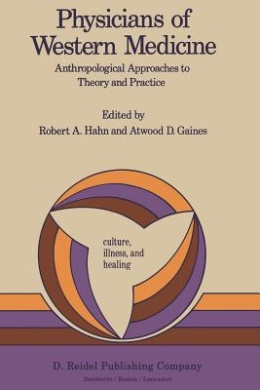 Physicians of
Western Medicine
Anthropological Approaches to
Theory and Practice
Edited by
Robert A. Hahn and Atwood D. Gaines
culture,
illness, and
healing
D. Reidel Publishing Company
Dordrecht / Boston / Lancaster